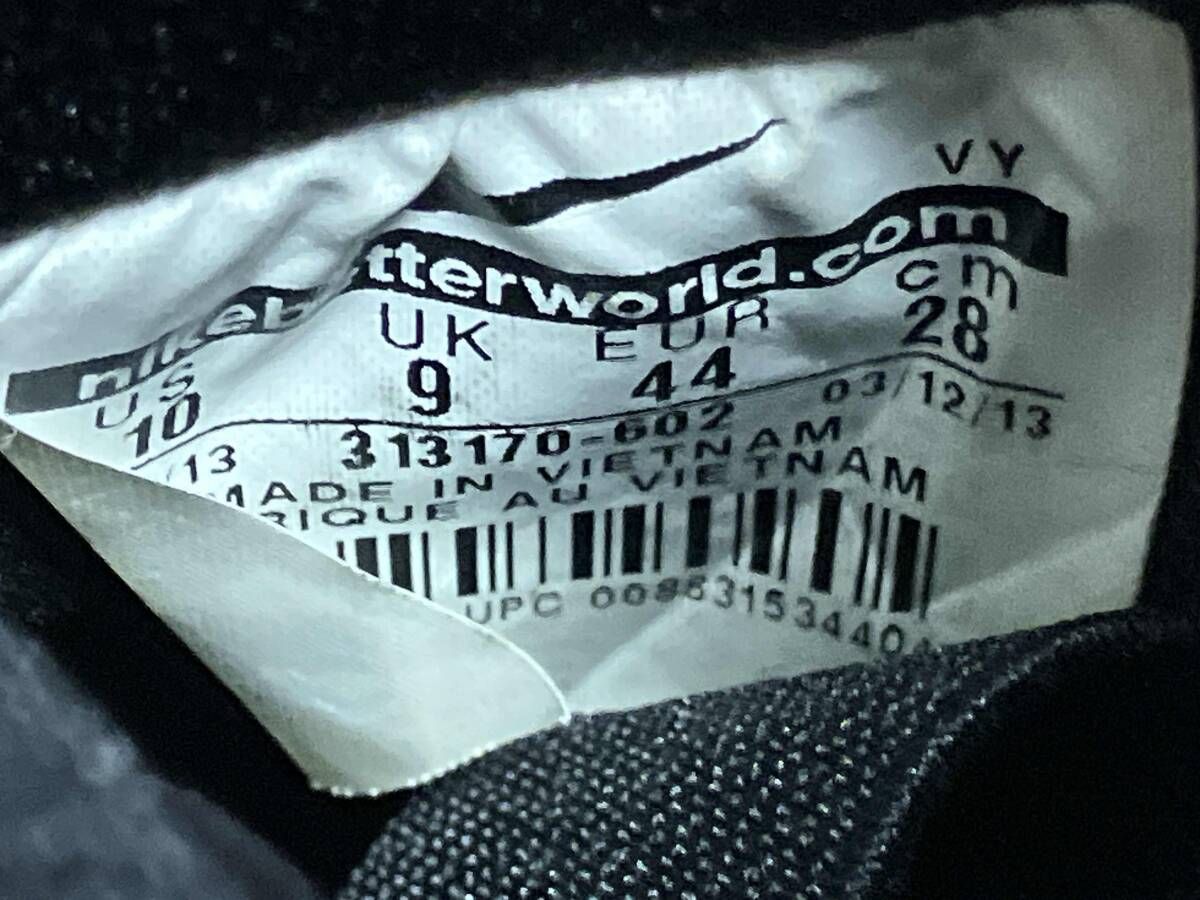 VY
nikebetterworld.com
US UK EUR cm
10 9 44 28
/13 313170-602 03/12/13
MADE IN VIETNAM
RIQUE AU VIETNAM
UPC